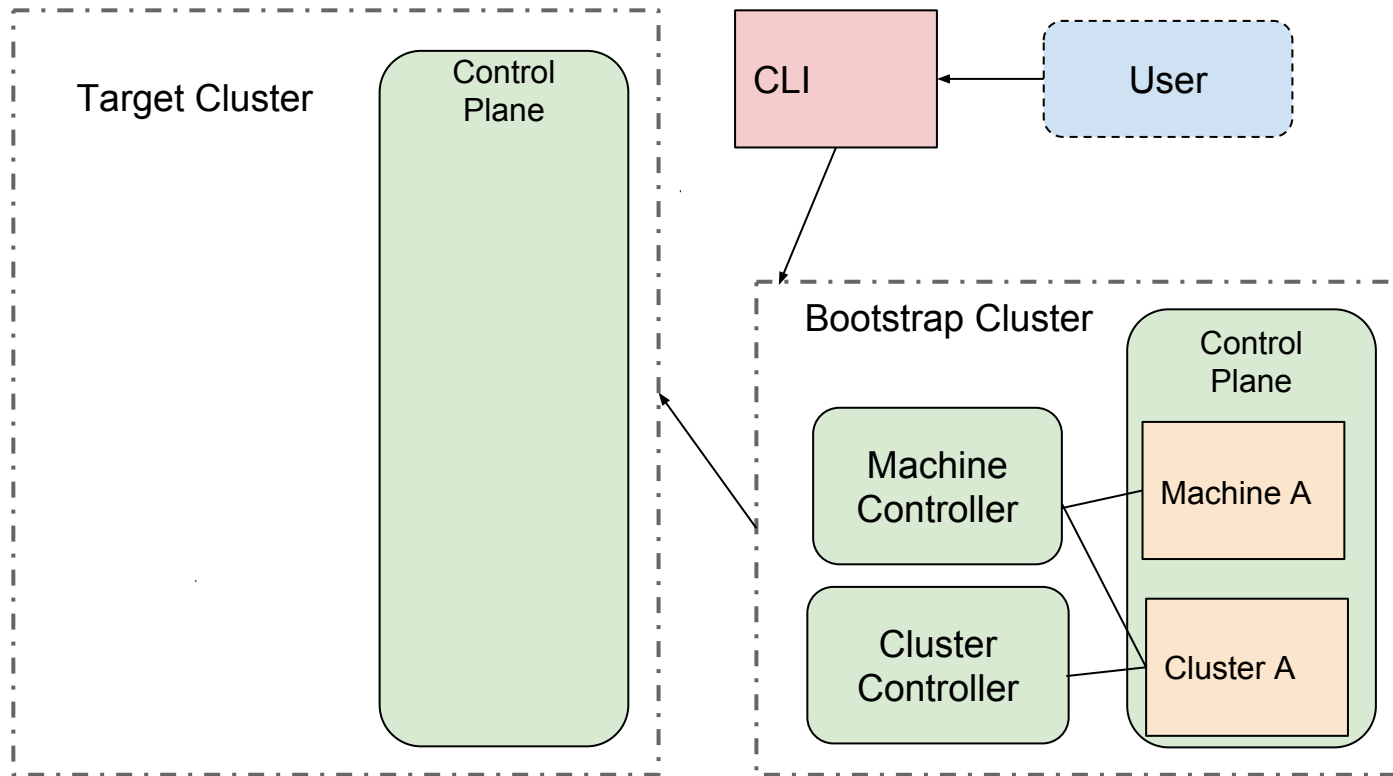 Target Cluster
Control
Plane
CLI
User
Bootstrap Cluster
Control
Plane
Machine
Controller
Machine A
Cluster
Controller
Cluster A